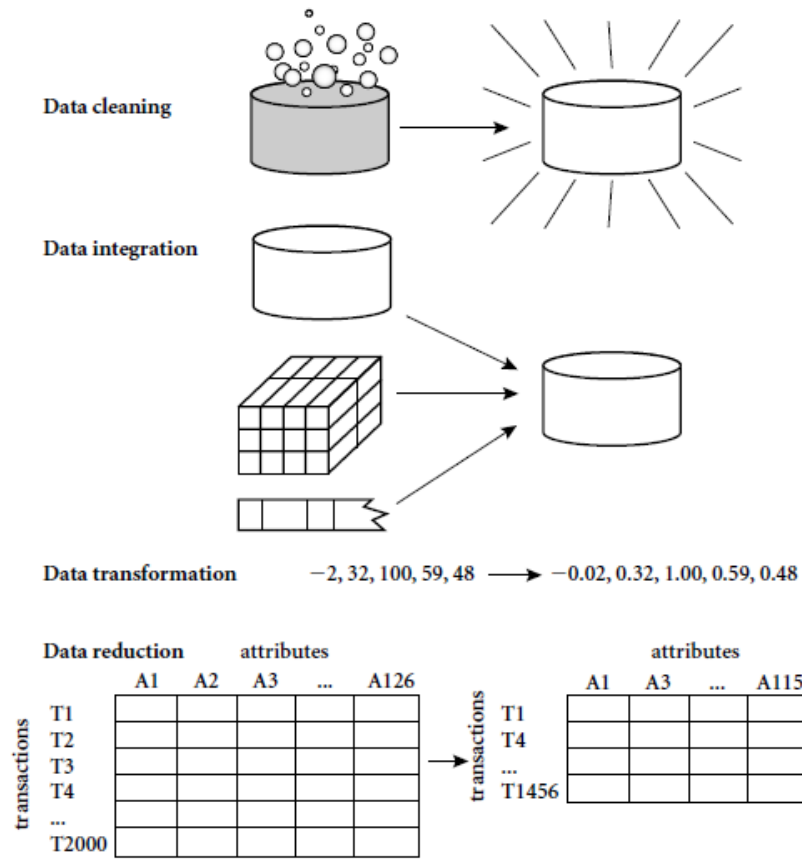 Data cleaning
Data integration
Data transformation −2, 32, 100, 59, 48 −0.02, 0.32, 1.00, 0.59, 0.48
Data reduction attributes attributes
A1 A2 A3 ... A126 A1 A3 ... A115
transactions
T1
T2
T3
T4
...
T2000
transactions
T1
T4
...
T1456